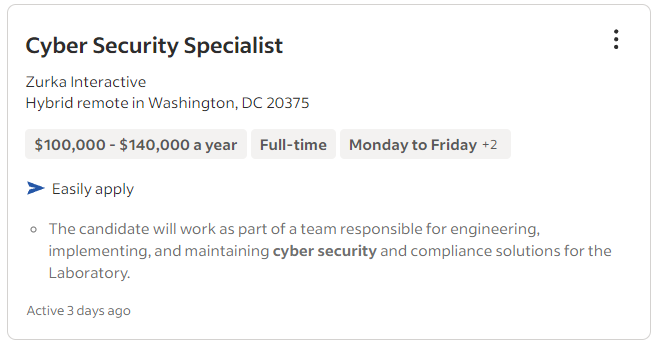 Cyber Security Specialist
Zurka Interactive
Hybrid remote in Washington, DC 20375
$100,000 - $140,000 a year Full-time Monday to Friday +2
Easily apply
The candidate will work as part of a team responsible for engineering,
implementing, and maintaining cyber security and compliance solutions for the
Laboratory.
Active 3 days ago